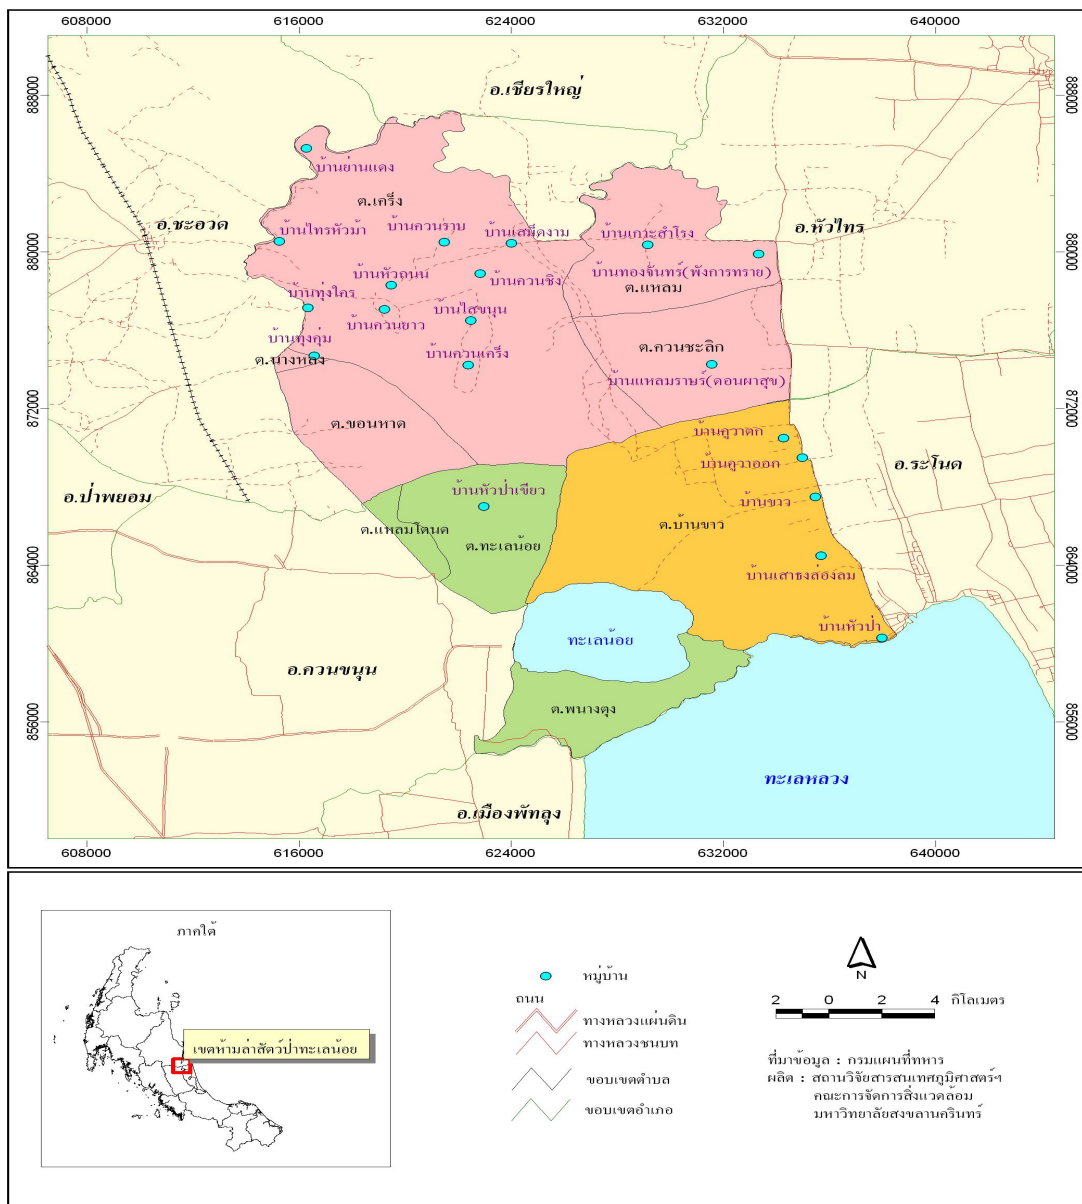 608000 616000 624000 632000 640000
888000 888000
อ.เชียรใหญ่
บ้านย่านแดง
ต.เคร็ง
อ.ชะอวด
บ้านไทรหัวม้า
บ้านควนราบ
บ้านเสม็ดงาม
บ้านเกาะสำโรง
อ.หัวไทร
880000 880000
บ้านหัวถนน
บ้านควนชิง
บ้านทองจันทร์(พังการทราย)
ต.แหลม
บ้านทุ่งใคร
บ้านควนยาว
บ้านไสขนุน
บ้านทุ่งคุ่ม
ต.นางหลง
บ้านควนเคร็ง
ต.ควนชะลิก
บ้านแหลมราษร์(ดอนผาสุข)
872000 872000
ต.ขอนหาด
บ้านคูวาตก
บ้านคูวาออก
อ.ระโนด
อ.ป่าพยอม
บ้านหัวป่าเขียว
บ้านขาว
ต.แหลมโตนด
ต.บ้านขาว
ต.ทะเลน้อย
864000 864000
บ้านเสาธงล่องลม
บ้านหัวป่า
ทะเลน้อย
อ.ควนขนุน
ต.พนางตุง
856000 856000
ทะเลหลวง
อ.เมืองพัทลุง
608000 616000 624000 632000 640000
ภาคใต้
เขตห้ามล่าสัตว์ป่าทะเลน้อย
หมู่บ้าน
ถนน
ทางหลวงแผ่นดิน
ทางหลวงชนบท
ขอบเขตตำบล
ขอบเขตอำเภอ
N
2 0 2 4 กิโลเมตร
ที่มาข้อมูล : กรมแผนที่ทหาร
ผลิต : สถานวิจัยสารสนเทศภูมิศาสตร์ฯ
คณะการจัดการสิ่งแวดล้อม
มหาวิทยาลัยสงขลานครินทร์